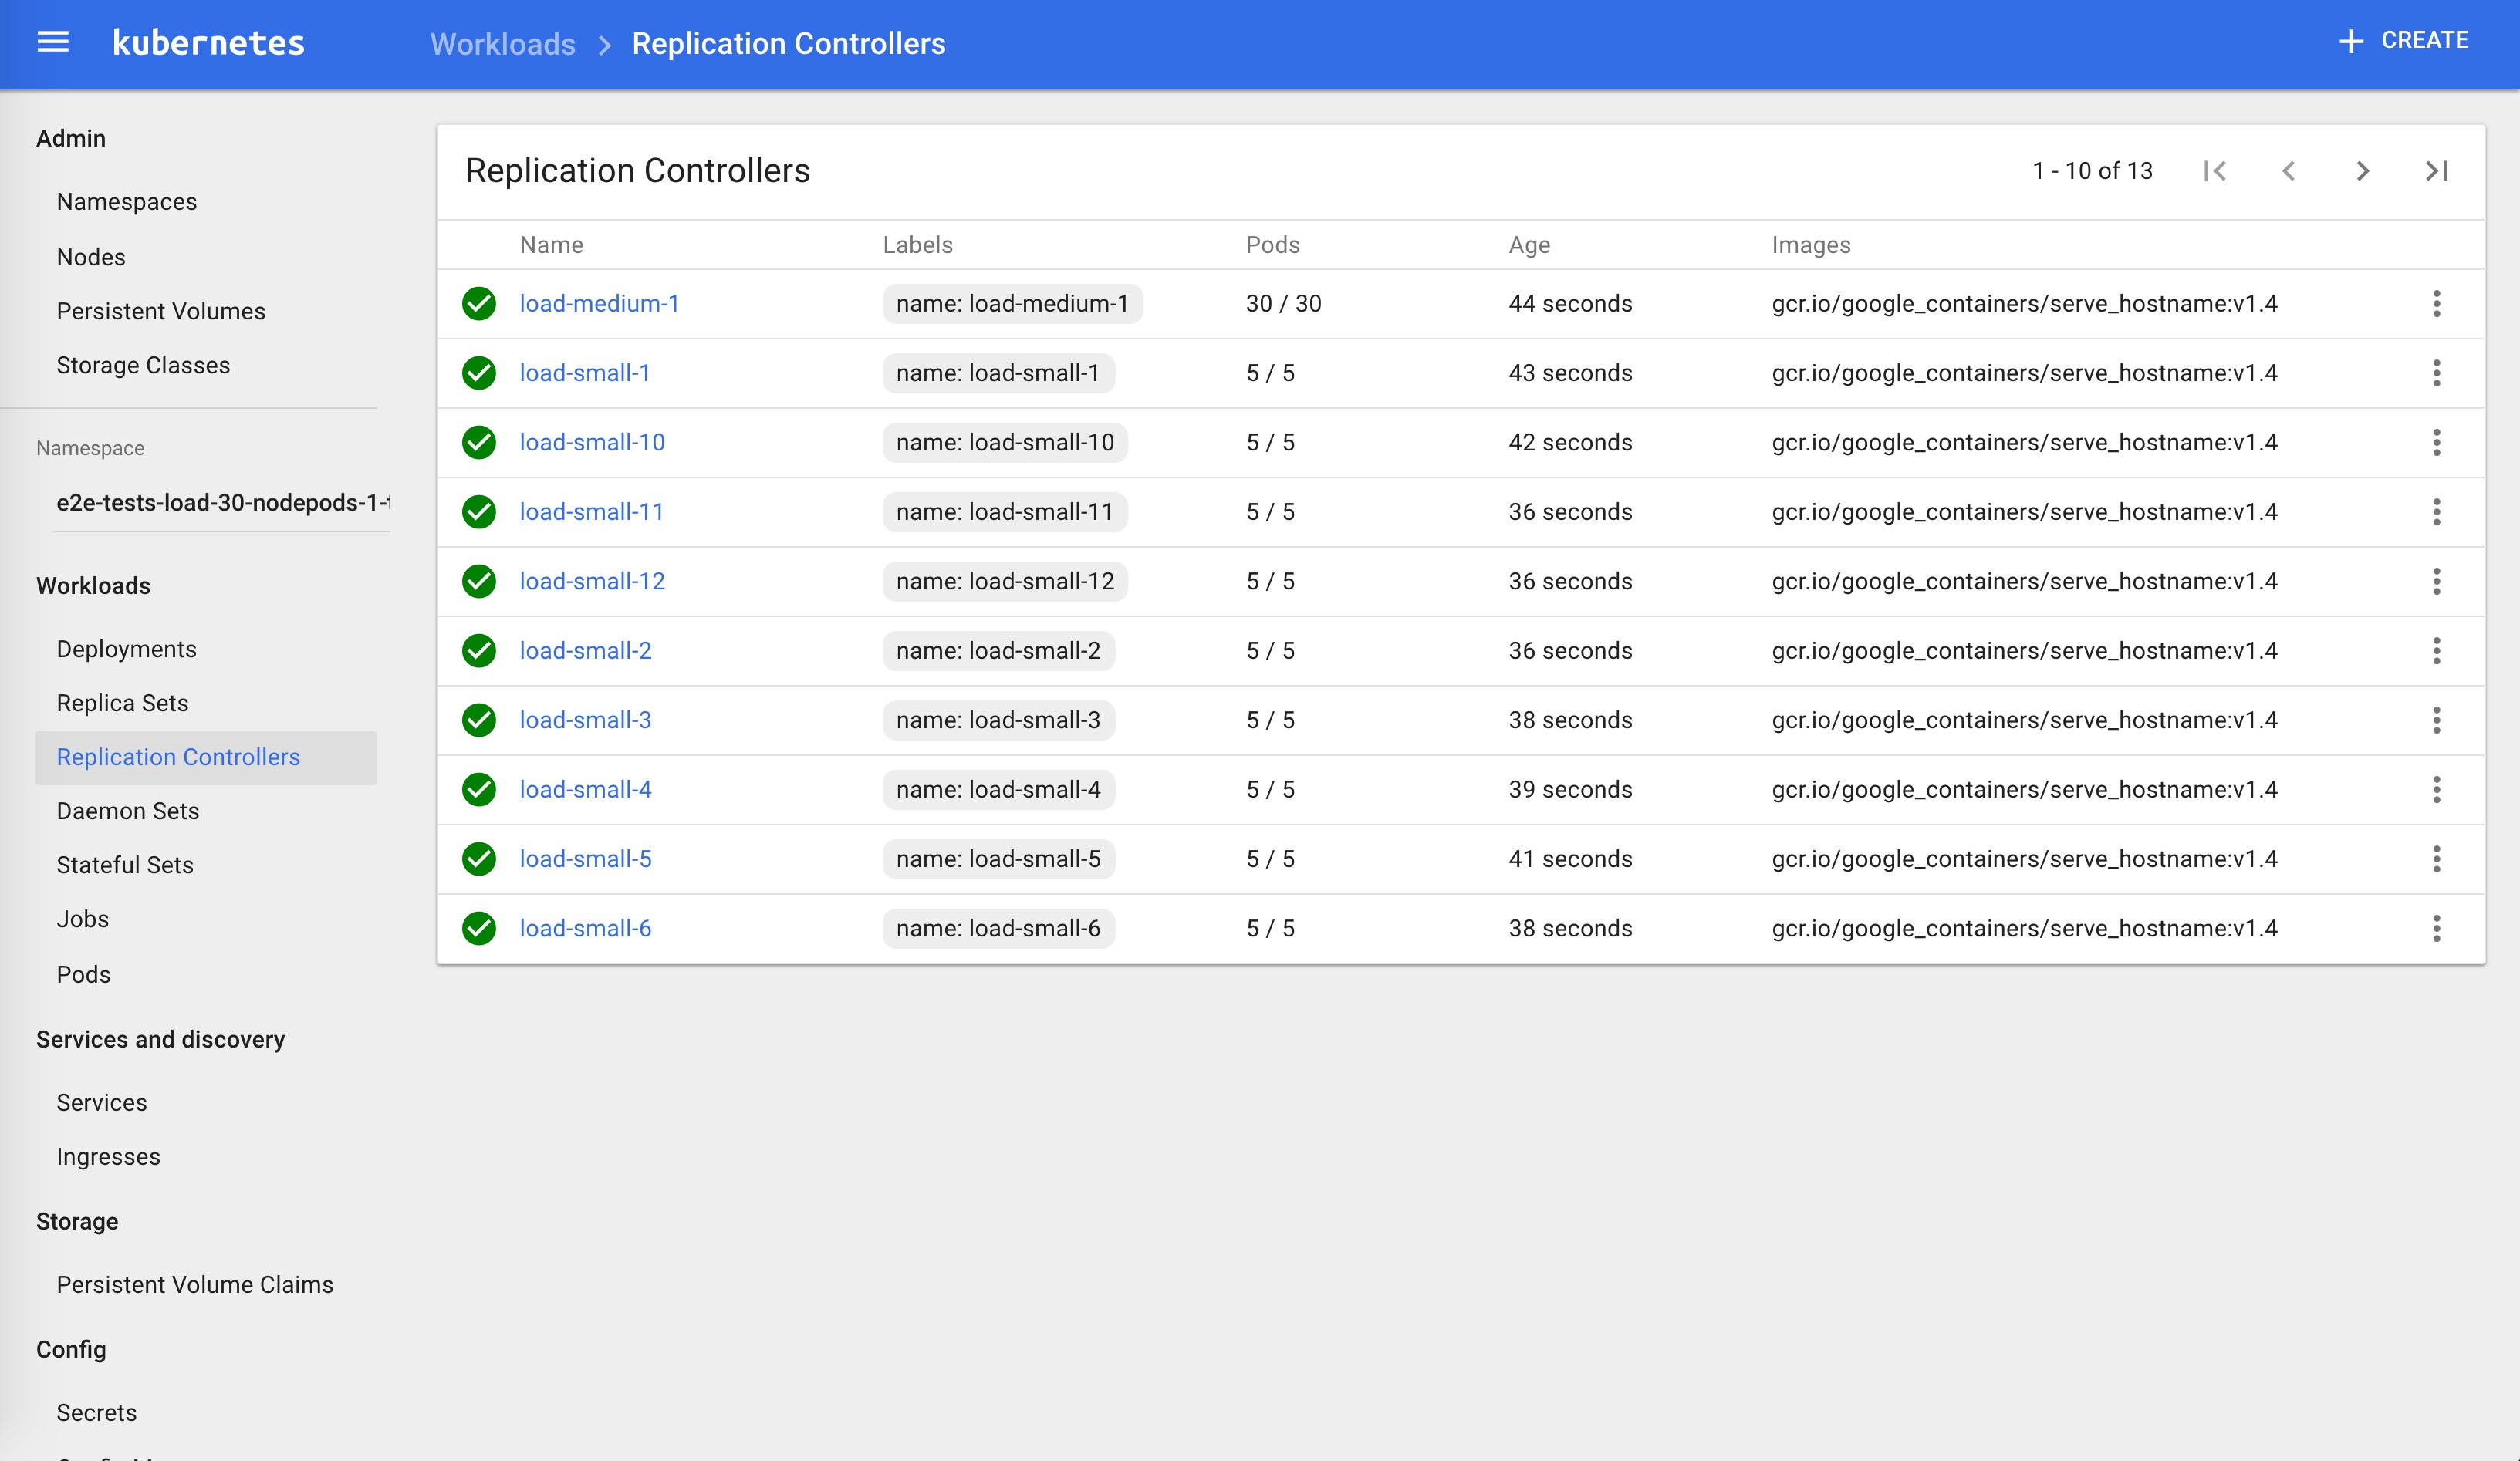 kubernetes Workloads > Replication Controllers + CREATE
Admin
Namespaces
Nodes
Persistent Volumes
Storage Classes
Namespace
e2e-tests-load-30-nodepods-1-
Workloads
Deployments
Replica Sets
Replication Controllers
Daemon Sets
Stateful Sets
Jobs
Pods
Services and discovery
Services
Ingresses
Storage
Persistent Volume Claims
Config
Secrets
Replication Controllers 1 - 10 of 13
Name Labels Pods Age Images
load-medium-1 name: load-medium-1 30 / 30 44 seconds gcr.io/google_containers/serve_hostname:v1.4
load-small-1 name: load-small-1 5 / 5 43 seconds gcr.io/google_containers/serve_hostname:v1.4
load-small-10 name: load-small-10 5 / 5 42 seconds gcr.io/google_containers/serve_hostname:v1.4
load-small-11 name: load-small-11 5 / 5 36 seconds gcr.io/google_containers/serve_hostname:v1.4
load-small-12 name: load-small-12 5 / 5 36 seconds gcr.io/google_containers/serve_hostname:v1.4
load-small-2 name: load-small-2 5 / 5 36 seconds gcr.io/google_containers/serve_hostname:v1.4
load-small-3 name: load-small-3 5 / 5 38 seconds gcr.io/google_containers/serve_hostname:v1.4
load-small-4 name: load-small-4 5 / 5 39 seconds gcr.io/google_containers/serve_hostname:v1.4
load-small-5 name: load-small-5 5 / 5 41 seconds gcr.io/google_containers/serve_hostname:v1.4
load-small-6 name: load-small-6 5 / 5 38 seconds gcr.io/google_containers/serve_hostname:v1.4